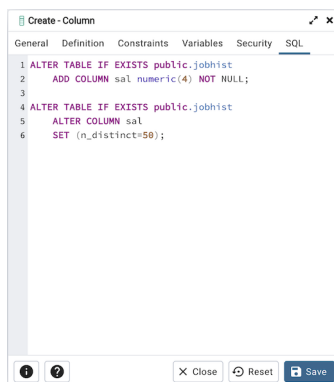 Create - Column
General Definition Constraints Variables Security SQL
1 ALTER TABLE IF EXISTS public.jobhist
2 ADD COLUMN sal numeric(4) NOT NULL;
3
4 ALTER TABLE IF EXISTS public.jobhist
5 ALTER COLUMN sal
6 SET (n_distinct=50);
Close Reset Save